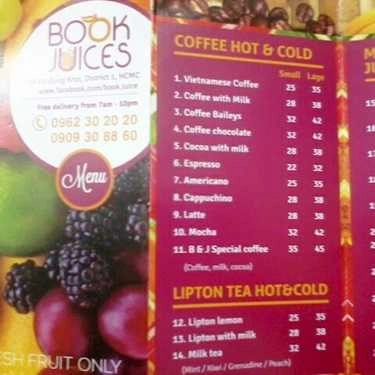 BOOK
JUICES
District 1, HCMC
www.facebook.com/book.juice
Free delivery from 7am - 10pm
0962 30 20 20
0909 30 88 60
Menu
ESH FRUIT ONLY
COFFEE HOT & COLD
Small Lage
1. Vietnamese Coffee 25 35
2. Coffee with Milk 28 38
3. Coffee Baileys 32 42
4. Coffee chocolate 32 42
5. Cocoa with milk 28 38
6. Espresso 22 32
7. Americano 25 35
8. Cappuchino 28 38
9. Latte 28 38
10. Mocha 32 42
11. B & J Special coffee 35 45
(Coffee, milk, cocoa)
LIPTON TEA HOT&COLD
12. Lipton lemon 25 35
13. Lipton with milk 28 38
14. Milk tea 32 42
(Mint / Kiwi / Grenadine / Peach)
M